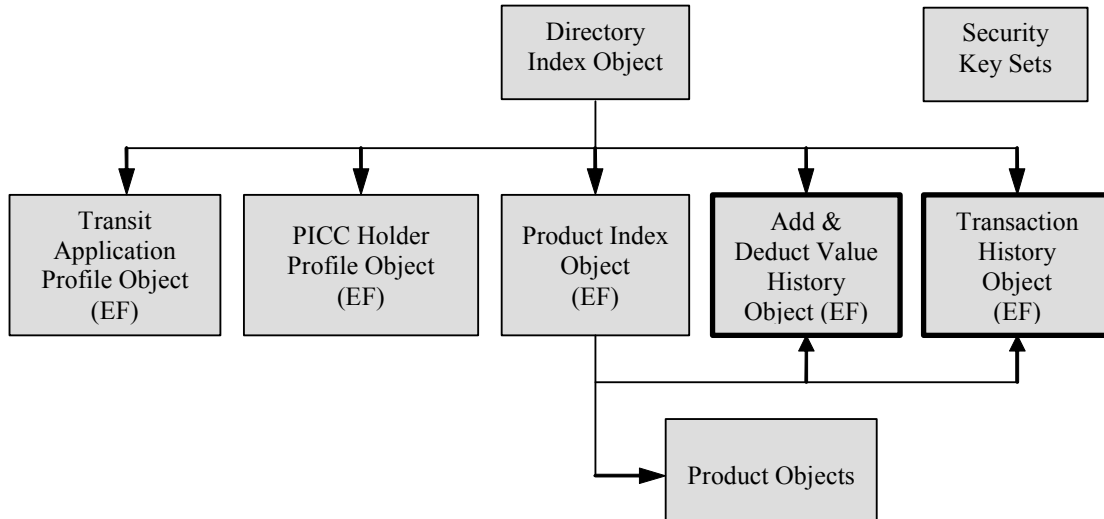 Directory
Index Object
Security
Key Sets
Transit
Application
Profile Object
(EF)
PICC Holder
Profile Object
(EF)
Product Index
Object
(EF)
Add &
Deduct Value
History
Object (EF)
Transaction
History
Object
(EF)
Product Objects